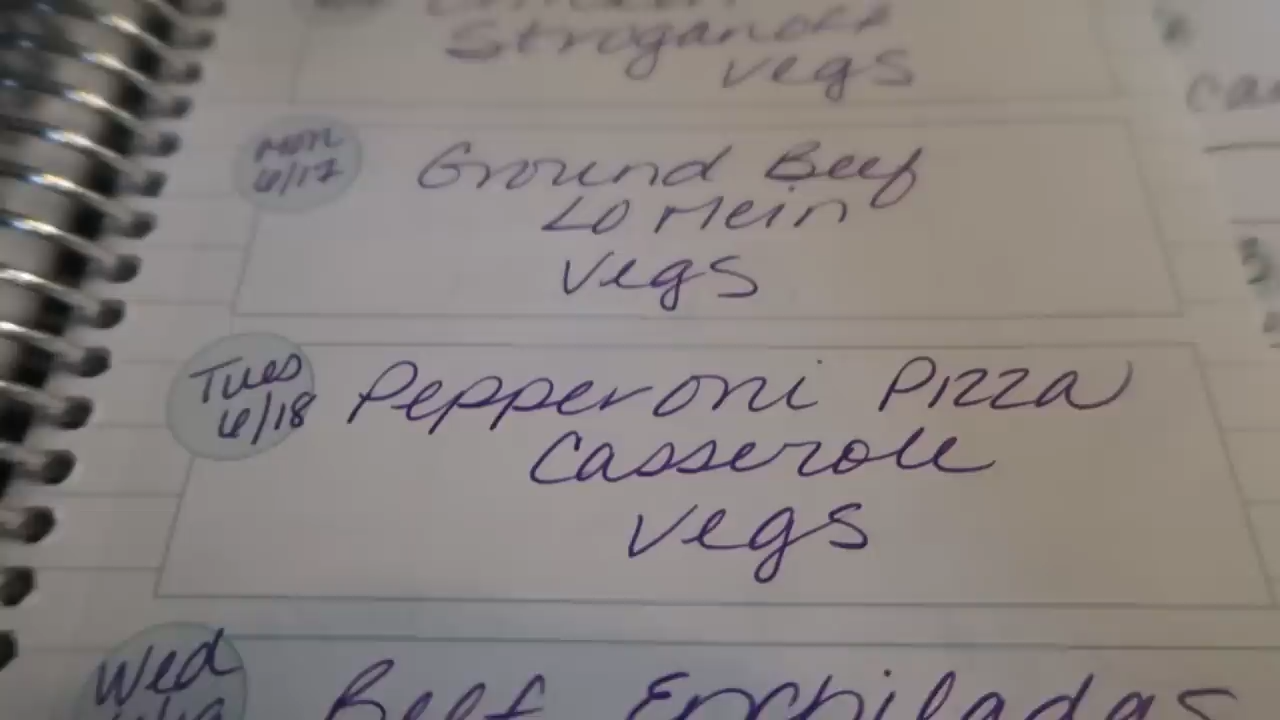 Stroganoff
vegs
Mon
6/17
Ground Beef
Lo Mein
vegs
Tues
6/18
Pepperoni Pizza
Casserole
vegs
Wed
Beef Enchiladas